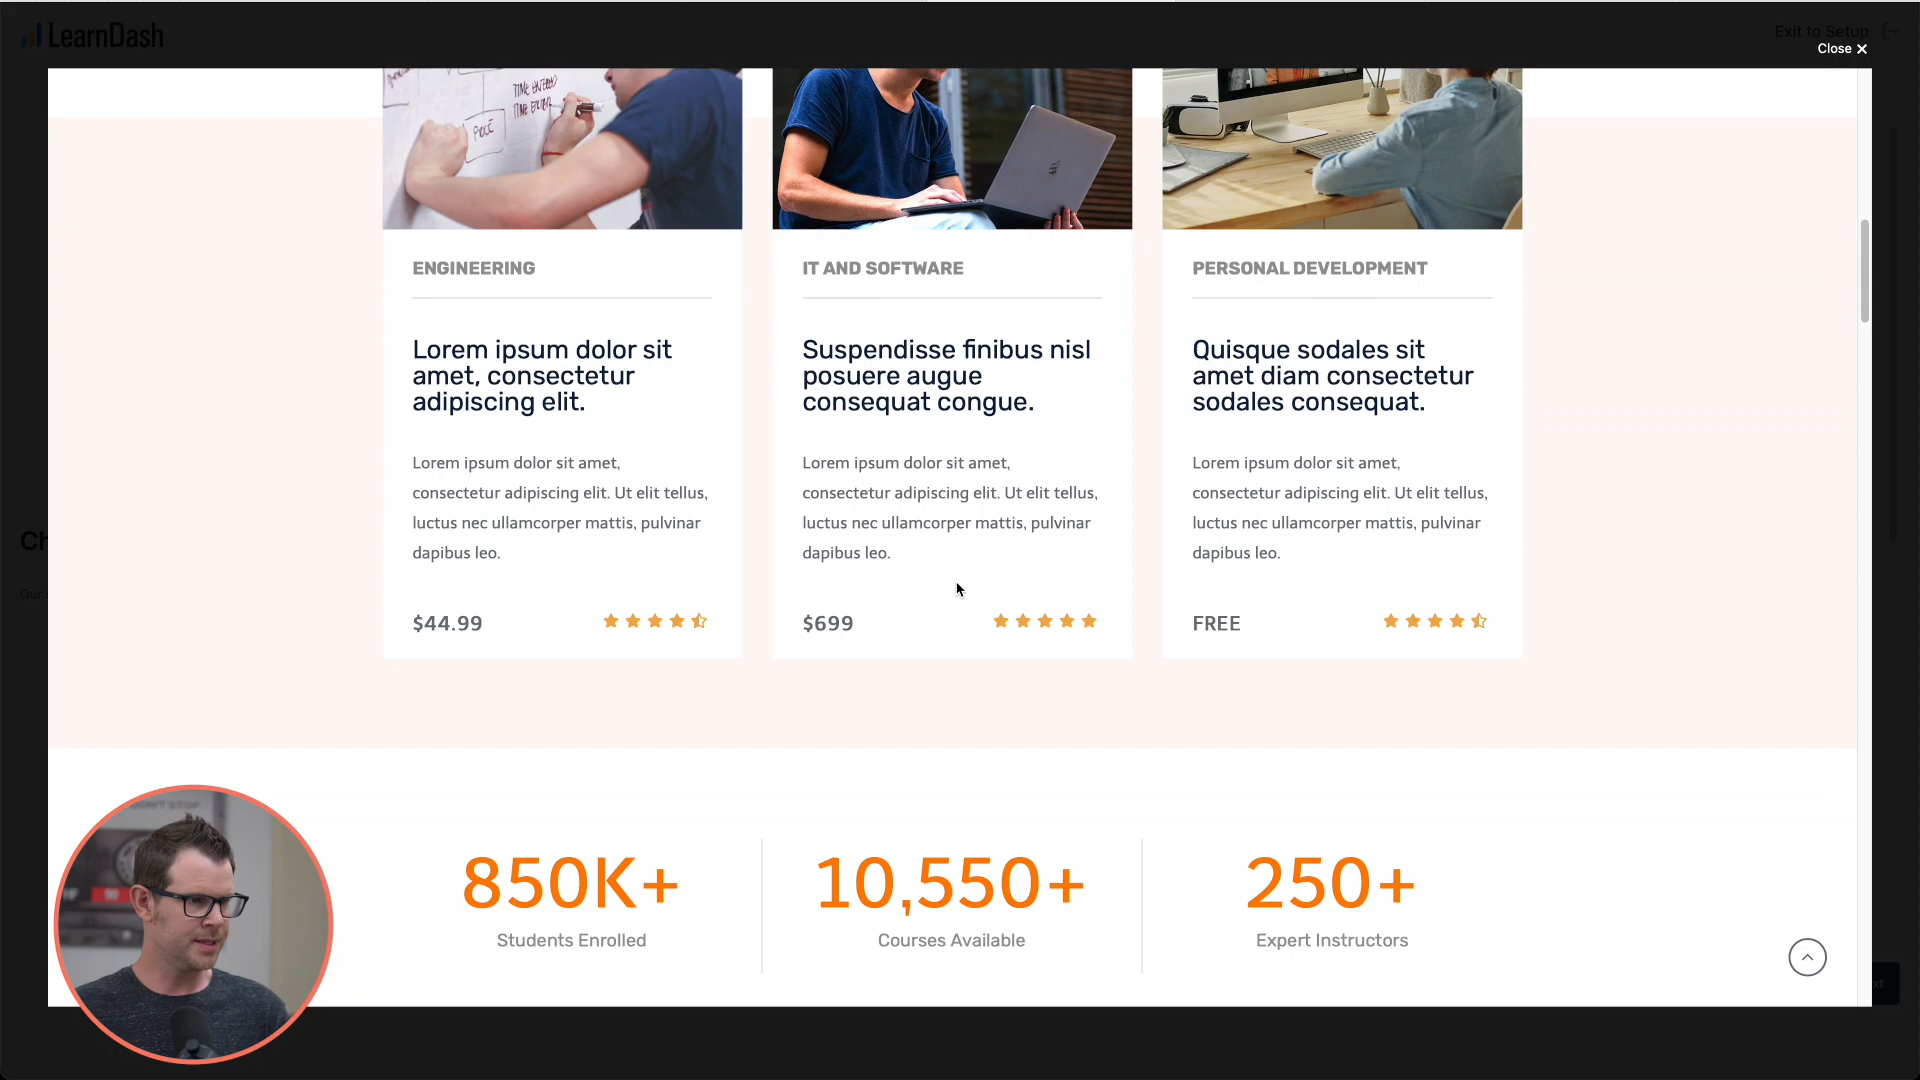 LearnDash
Exit to Setup
Close ×
TIME ENTERED
PRICE
ENGINEERING
Lorem ipsum dolor sit
amet, consectetur
adipiscing elit.
Lorem ipsum dolor sit amet,
consectetur adipiscing elit. Ut elit tellus,
luctus nec ullamcorper mattis, pulvinar
dapibus leo.
$44.99
IT AND SOFTWARE
Suspendisse finibus nisl
posuere augue
consequat congue.
Lorem ipsum dolor sit amet,
consectetur adipiscing elit. Ut elit tellus,
luctus nec ullamcorper mattis, pulvinar
dapibus leo.
$699
PERSONAL DEVELOPMENT
Quisque sodales sit
amet diam consectetur
sodales consequat.
Lorem ipsum dolor sit amet,
consectetur adipiscing elit. Ut elit tellus,
luctus nec ullamcorper mattis, pulvinar
dapibus leo.
FREE
Our
850K+
Students Enrolled
10,550+
Courses Available
250+
Expert Instructors